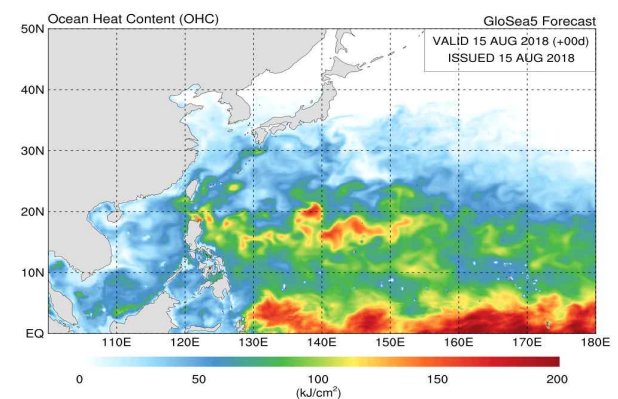 Ocean Heat Content (OHC) GloSea5 Forecast
VALID 15 AUG 2018 (+00d)
ISSUED 15 AUG 2018
50N
40N
30N
20N
10N
EQ
110E 120E 130E 140E 150E 160E 170E 180E
0 50 100 150 200
(kJ/cm²)